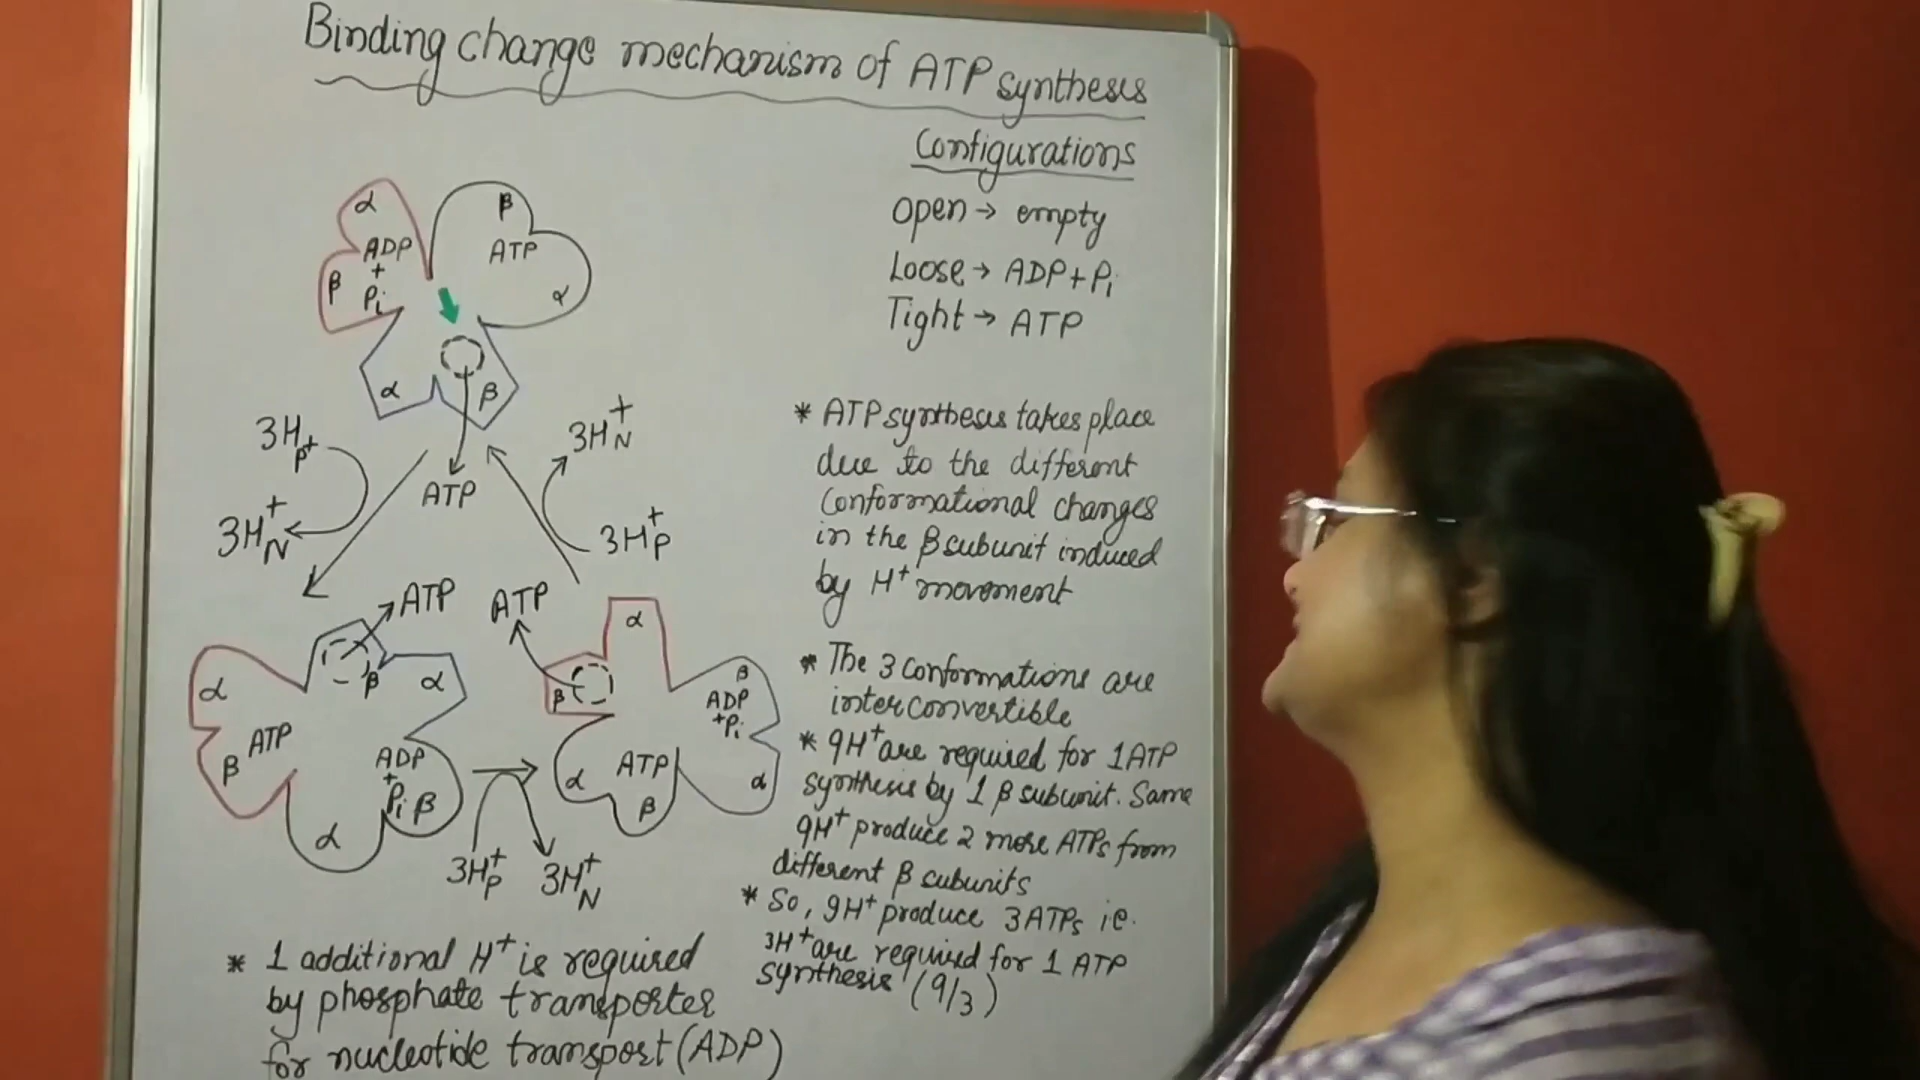 Binding change mechanism of ATP synthesis
Configurations
Open → empty
Loose → ADP + Pi
Tight → ATP
α
ADP
+
Pi
β
β
ATP
α
α
β
ATP
3H P+
3H+ N
3H+ N
3H+ P
ATP
α
ATP
β
β
α
ADP
+
Pi
β
α
3H+ P
3H+ N
ATP
α
β
β
ADP
+Pi
α
ATP
α
β
* ATP synthesis takes place
due to the different
conformational changes
in the β subunit induced
by H+ movement
* The 3 conformations are
interconvertible
* 9H+ are required for 1 ATP
synthesis by 1 β subunit. Same
9H+ produce 2 more ATPs from
different β subunits
* So, 9H+ produce 3 ATPs ie.
3H+ are required for 1 ATP
synthesis (9/3)
* 1 additional H+ is required
by phosphate transporter
for nucleotide transport (ADP)